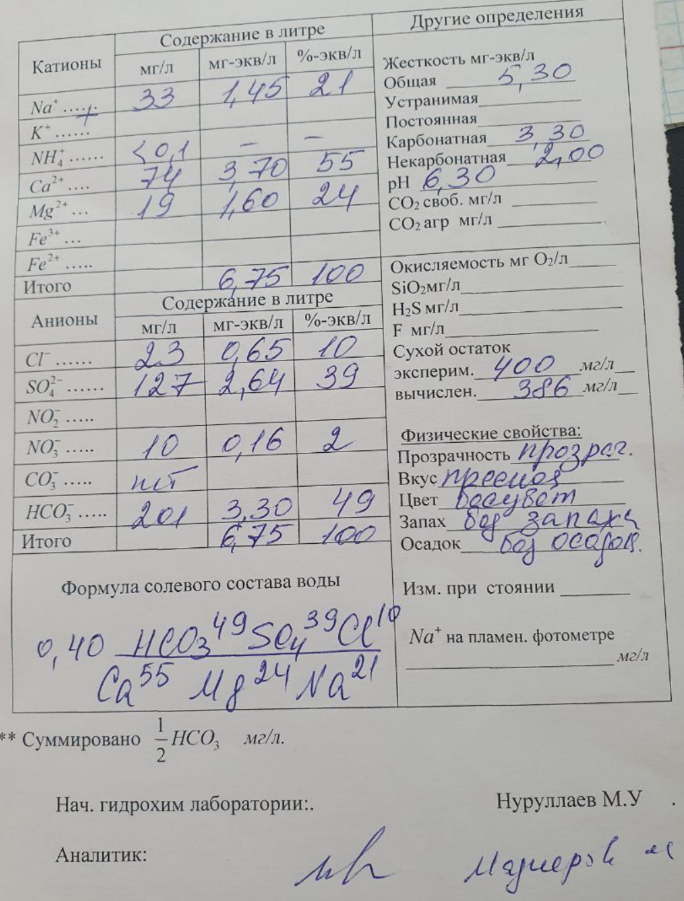 Катионы Содержание в литре
мг/л мг-экв/л %-экв/л
Na⁺ ...... 33 1,45 21
+
K⁺ ......
NH₄⁺ ...... <0,1 – –
Ca²⁺ .... 74 3,70 55
Mg²⁺ ... 19 1,60 24
Fe³⁺ ...
Fe²⁺ .....
Итого 6,75 100
Анионы Содержание в литре
мг/л мг-экв/л %-экв/л
Cl⁻ ...... 23 0,65 10
SO₄²⁻ ...... 127 2,64 39
NO₂⁻ .....
NO₃⁻ ..... 10 0,16 2
CO₃⁻ ..... нет
HCO₃⁻ ..... 201 3,30 49
Итого 6,75 100
Формула солевого состава воды
0,40 HCO₃⁴⁹ SO₄³⁹ Cl¹⁰
Ca⁵⁵ Mg²⁴ Na²¹
Другие определения
Жесткость мг-экв/л
Общая 5,30
Устранимая
Постоянная
Карбонатная 3,30
Некарбонатная 2,00
pH 6,30
CO₂ своб. мг/л
CO₂ агр мг/л
Окисляемость мг O₂/л
SiO₂мг/л
H₂S мг/л
F мг/л
Сухой остаток
эксперим. 400 мг/л
вычислен. 386 мг/л
Физические свойства:
Прозрачность прозрач.
Вкус пресная
Цвет бесцвет
Запах без запаха
Осадок без осадк.
Изм. при стоянии
Na⁺ на пламен. фотометре
мг/л
** Суммировано ½ HCO₃ мг/л.
Нач. гидрохим лаборатории:. Нуруллаев М.У .
Аналитик: